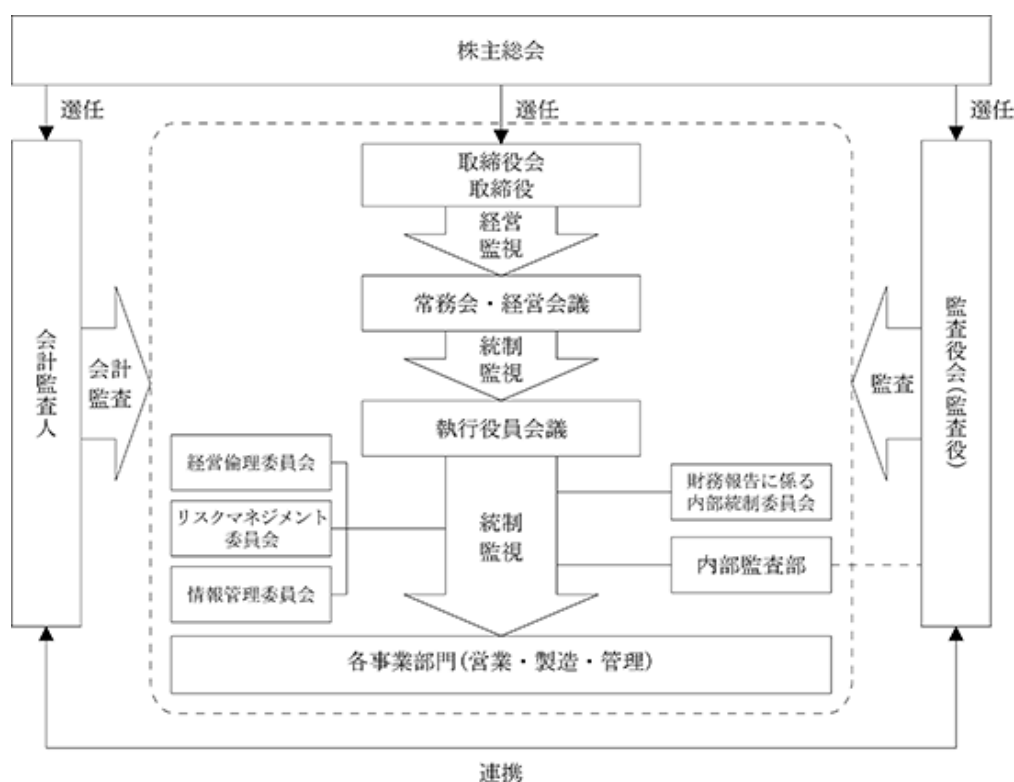 株主総会
選任
選任
選任
取締役会
取締役
経営
監視
常務会・経営会議
統制
監視
執行役員会議
会計監査人
会計
監査
監査
監査役会(監査役)
経営倫理委員会
リスクマネジメント
委員会
情報管理委員会
統制
監視
財務報告に係る
内部統制委員会
内部監査部
各事業部門(営業・製造・管理)
連携